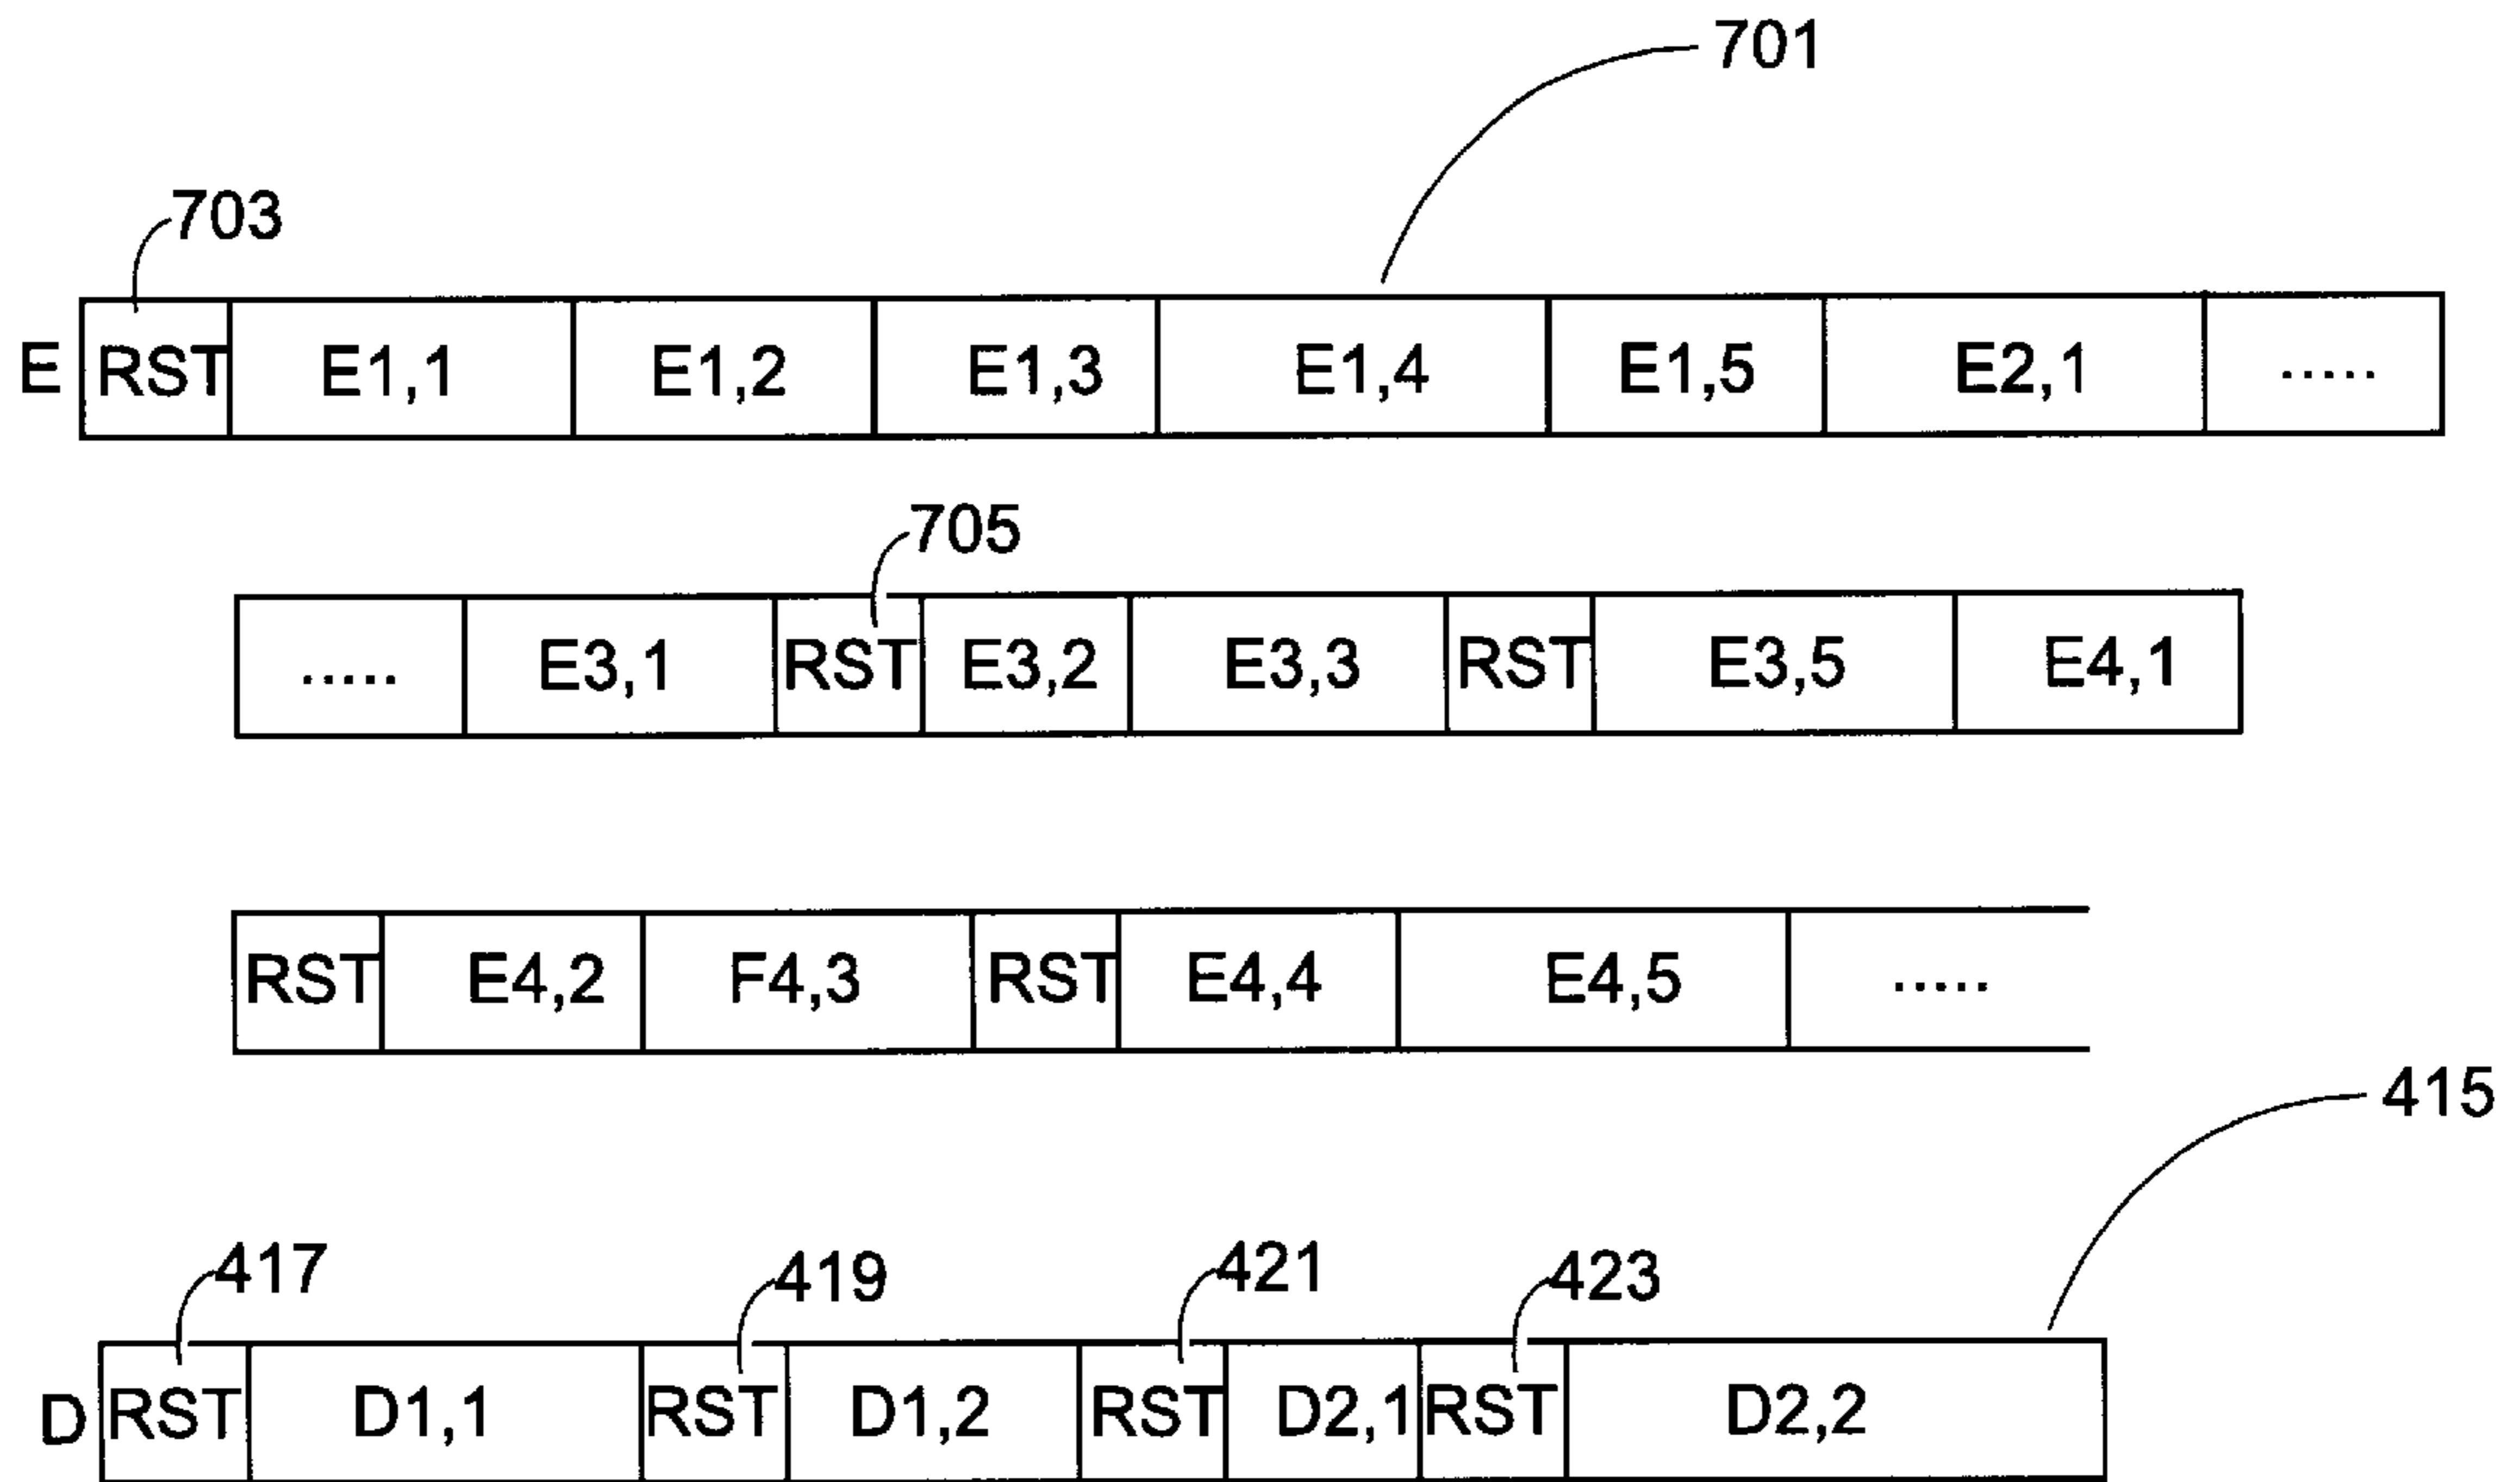 701
703
E RST E1,1 E1,2 E1,3 E1,4 E1,5 E2,1 .....
705
..... E3,1 RST E3,2 E3,3 RST E3,5 E4,1
RST E4,2 F4,3 RST E4,4 E4,5 .....
415
417 419 421 423
D RST D1,1 RST D1,2 RST D2,1 RST D2,2